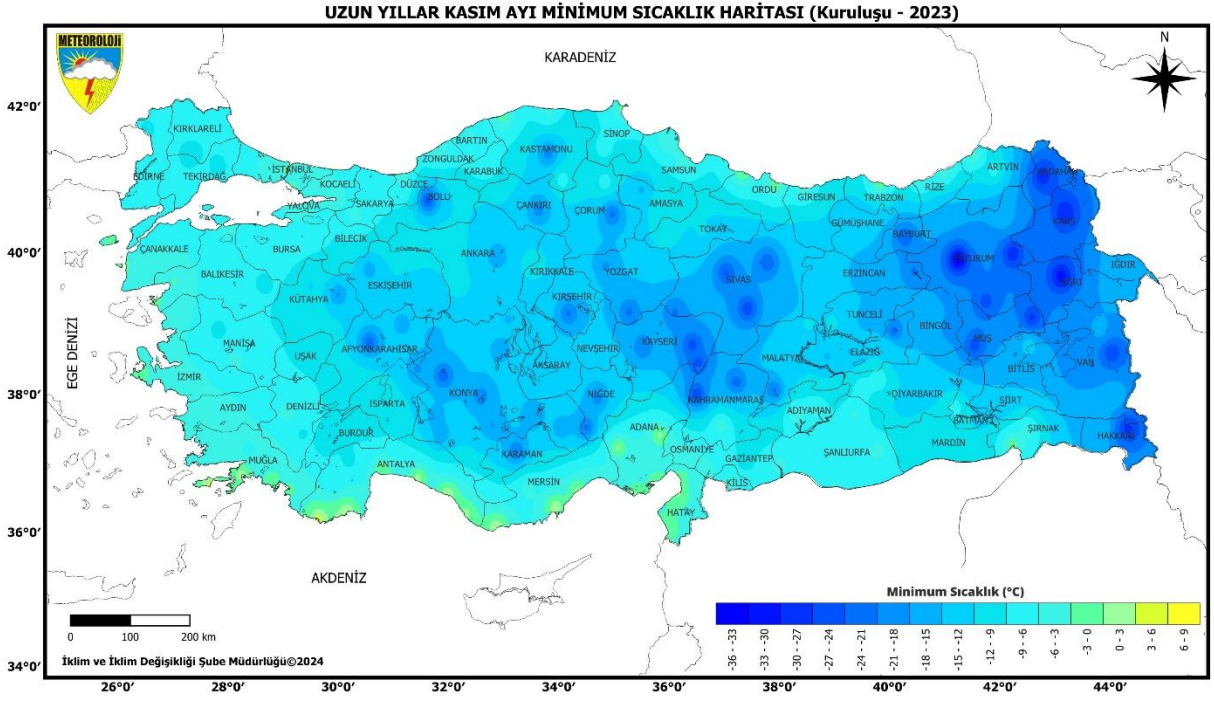 UZUN YILLAR KASIM AYI MİNİMUM SICAKLIK HARİTASI (Kuruluşu - 2023)
METEOROLOJİ
KARADENİZ
N
42°0'
40°0'
38°0'
36°0'
34°0'
EGE DENİZİ
AKDENİZ
KIRKLARELİ
EDİRNE
TEKİRDAĞ
İSTANBUL
KOCAELİ
YALOVA
SAKARYA
DÜZCE
BOLU
ZONGULDAK
BARTIN
KARABUK
KASTAMONU
SİNOP
SAMSUN
ORDU
GİRESUN
TRABZON
RİZE
ARTVİN
ARDAHAN
KARS
ÇANAKKALE
BALIKESİR
BURSA
BİLECİK
ESKİŞEHİR
ANKARA
ÇANKIRI
ÇORUM
AMASYA
TOKAT
GÜMÜŞHANE
BAYBURT
ERZURUM
AĞRI
IĞDIR
KÜTAHYA
KIRIKKALE
YOZGAT
KIRŞEHİR
SİVAS
ERZİNCAN
TUNCELİ
BİNGÖL
MUŞ
VAN
MANİSA
UŞAK
AFYONKARAHİSAR
AKSARAY
NEVŞEHİR
KAYSERİ
MALATYA
ELAZIĞ
BİTLİS
İZMİR
AYDIN
DENİZLİ
ISPARTA
KONYA
NİĞDE
KAHRAMANMARAŞ
ADIYAMAN
DİYARBAKIR
BATMAN
SİİRT
ŞIRNAK
HAKKARİ
MUĞLA
BURDUR
ANTALYA
KARAMAN
MERSİN
ADANA
OSMANİYE
GAZİANTEP
KİLİS
HATAY
ŞANLIURFA
MARDİN
Minimum Sıcaklık (°C)
-36 - -33
-33 - -30
-30 - -27
-27 - -24
-24 - -21
-21 - -18
-18 - -15
-15 - -12
-12 - -9
-9 - -6
-6 - -3
-3 - 0
0 - 3
3 - 6
6 - 9
0 100 200 km
İklim ve İklim Değişikliği Şube Müdürlüğü©2024
26°0' 28°0' 30°0' 32°0' 34°0' 36°0' 38°0' 40°0' 42°0' 44°0'